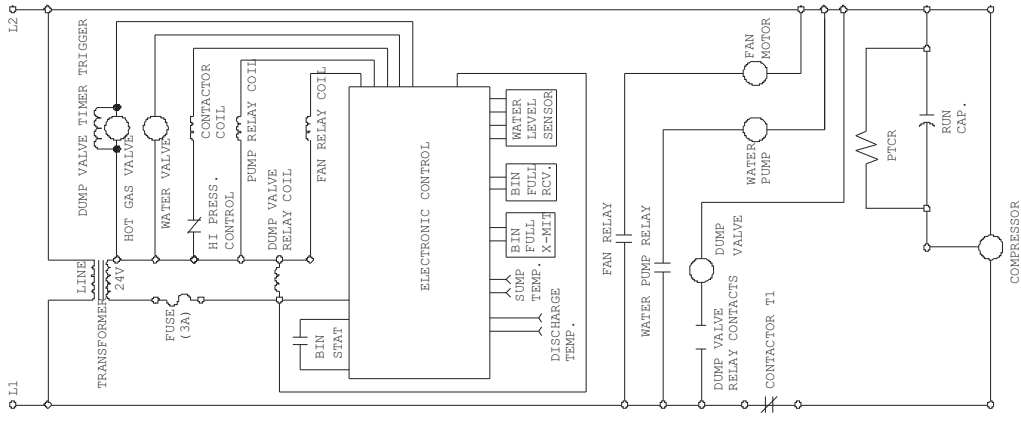 L2
L1
DUMP VALVE TIMER TRIGGER
HOT GAS VALVE
WATER VALVE
CONTACTOR
COIL
HI PRESS.
CONTROL
PUMP RELAY COIL
DUMP VALVE
RELAY COIL
FAN RELAY COIL
LINE
24V
TRANSFORMER
FUSE
(3A)
BIN
STAT
ELECTRONIC CONTROL
WATER
LEVEL
SENSOR
BIN
FULL
RCV.
BIN
FULL
X-MIT
SUMP
TEMP.
DISCHARGE
TEMP.
FAN RELAY
WATER PUMP RELAY
FAN
MOTOR
WATER
PUMP
DUMP
VALVE
DUMP VALVE
RELAY CONTACTS
CONTACTOR T1
PTCR
RUN
CAP.
COMPRESSOR